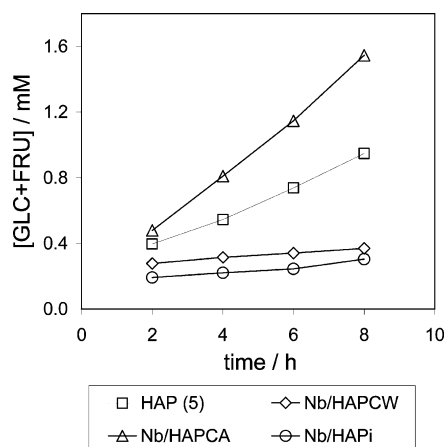 [GLC+FRU] / mM
1.6
1.2
0.8
0.4
0.0
0 2 4 6 8 10
time / h
HAP (5) Nb/HAPCW
Nb/HAPCA Nb/HAPi